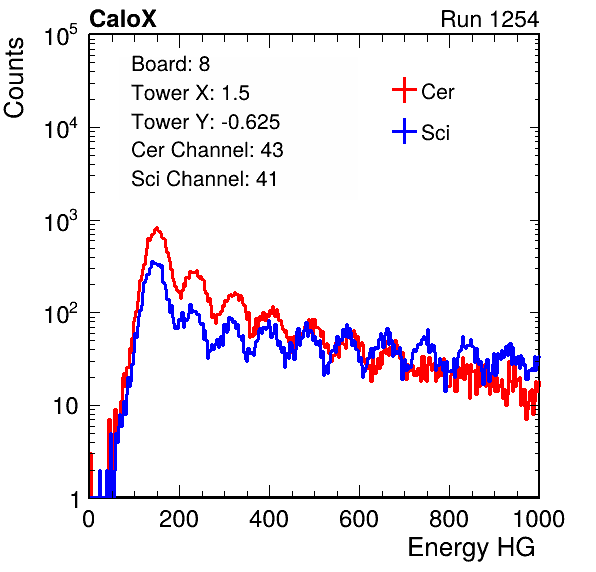 CaloX Run 1254
Counts
10^5
10^4
10^3
10^2
10
1
Board: 8
Tower X: 1.5
Tower Y: -0.625
Cer Channel: 43
Sci Channel: 41
Cer
Sci
0 200 400 600 800 1000
Energy HG